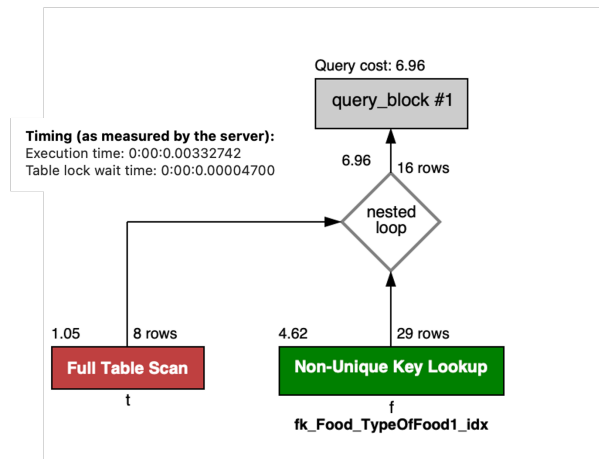 Query cost: 6.96
query_block #1
Timing (as measured by the server):
Execution time: 0:00:0.00332742
Table lock wait time: 0:00:0.00004700
6.96
16 rows
nested
loop
1.05
8 rows
4.62
29 rows
Full Table Scan
Non-Unique Key Lookup
t
f
fk_Food_TypeOfFood1_idx